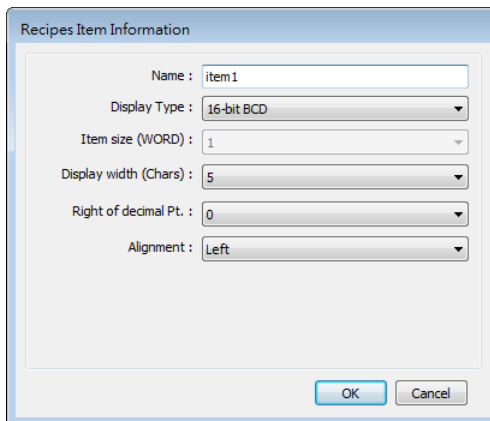 Recipes Item Information
Name : item1
Display Type : 16-bit BCD
Item size (WORD) : 1
Display width (Chars) : 5
Right of decimal Pt. : 0
Alignment : Left
OK Cancel